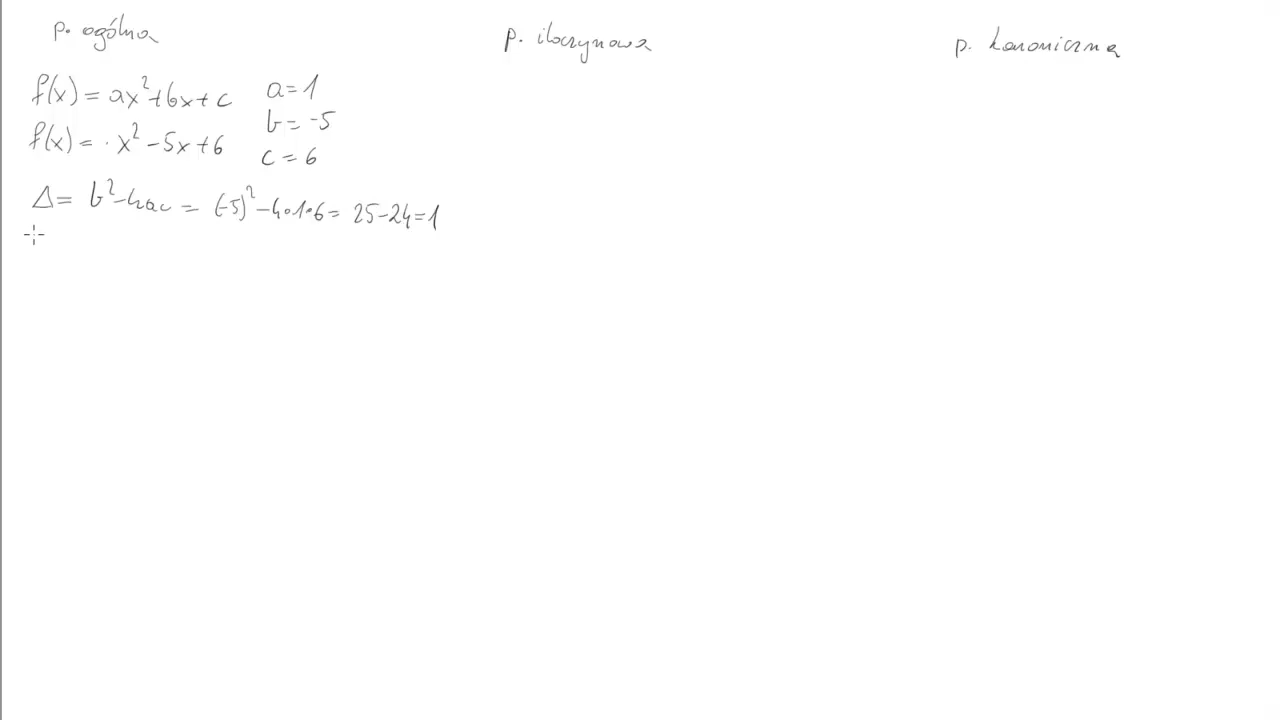 p. ogólna
p. iloczynowa
p. kanoniczna
f(x) = ax²+bx+c
a=1
f(x) = x²-5x+6
b=-5
c=6
Δ= b²-4ac = (-5)²-4•1•6= 25-24=1